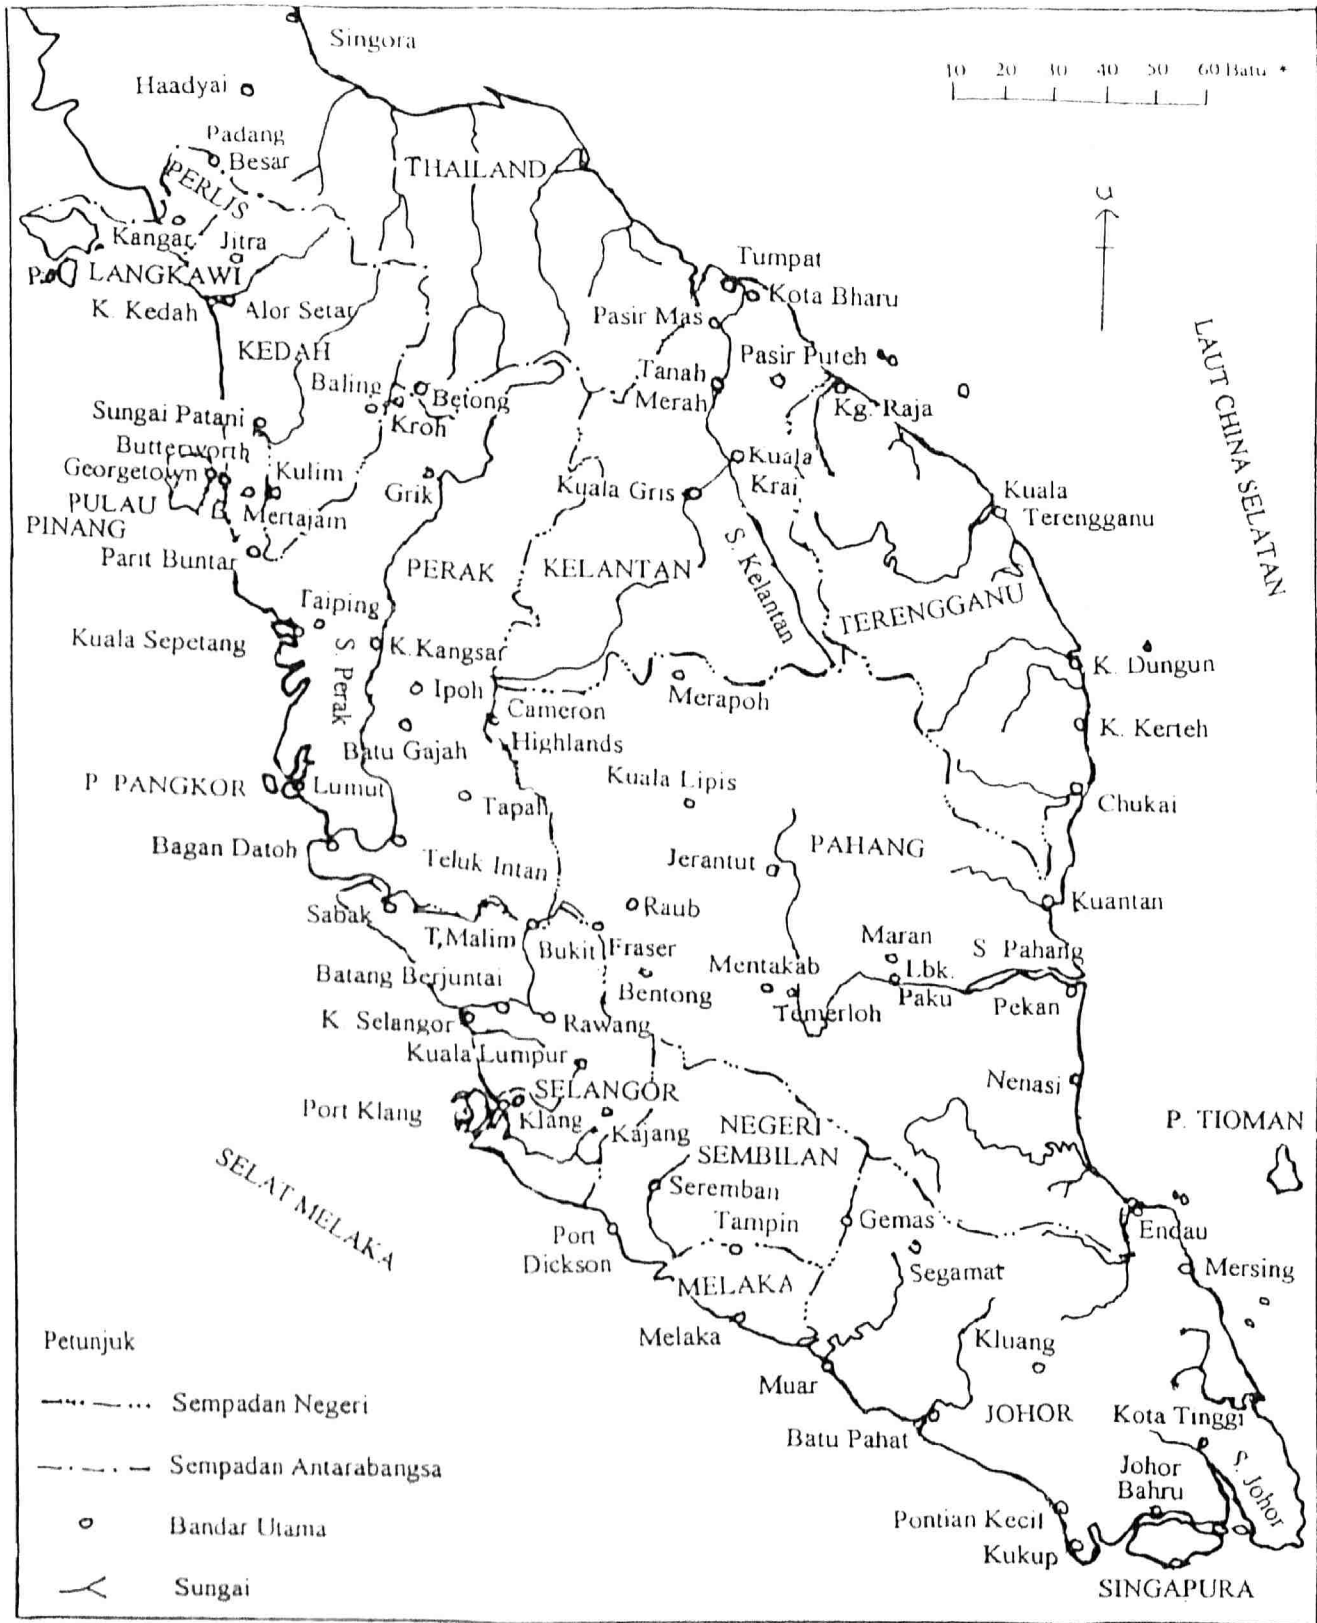 Singora
10 20 30 40 50 60 Batu *
Haadyai
Padang
Besar
THAILAND
PERLIS
U
Kangar
Jitra
Tumpat
P. LANGKAWI
Kota Bharu
K. Kedah
Alor Setar
Pasir Mas
KEDAH
Pasir Puteh
LAUT CHINA SELATAN
Tanah
Merah
Baling
Betong
Kg. Raja
Sungai Patani
Kroh
Butterworth
Georgetown
Kulim
Kuala
Krai
PULAU
PINANG
Grik
Kuala Gris
Kuala
Terengganu
B. Mertajam
Parit Buntar
PERAK
KELANTAN
S. Kelantan
TERENGGANU
Taiping
Kuala Sepetang
S. Perak
K. Kangsar
K. Dungun
Ipoh
Merapoh
Cameron
Highlands
K. Kerteh
Batu Gajah
Kuala Lipis
P. PANGKOR
Lumut
Tapah
Chukai
Bagan Datoh
Teluk Intan
Jerantut
PAHANG
Kuantan
Sabak
Raub
T. Malim
Bukit Fraser
Maran
S. Pahang
Batang Berjuntai
Bentong
Mentakab
Temerloh
Lbk.
Paku
Pekan
K. Selangor
Rawang
Kuala Lumpur
SELANGOR
Nenasi
Port Klang
Klang
Kajang
NEGERI
SEMBILAN
P. TIOMAN
SELAT MELAKA
Seremban
Port
Dickson
Tampin
Gemas
Endau
Segamat
Mersing
MELAKA
Melaka
Kluang
Muar
Petunjuk
Sempadan Negeri
JOHOR
Kota Tinggi
Batu Pahat
Sempadan Antarabangsa
Johor
Bahru
S. Johor
Bandar Utama
Pontian Kecil
Kukup
Sungai
SINGAPURA